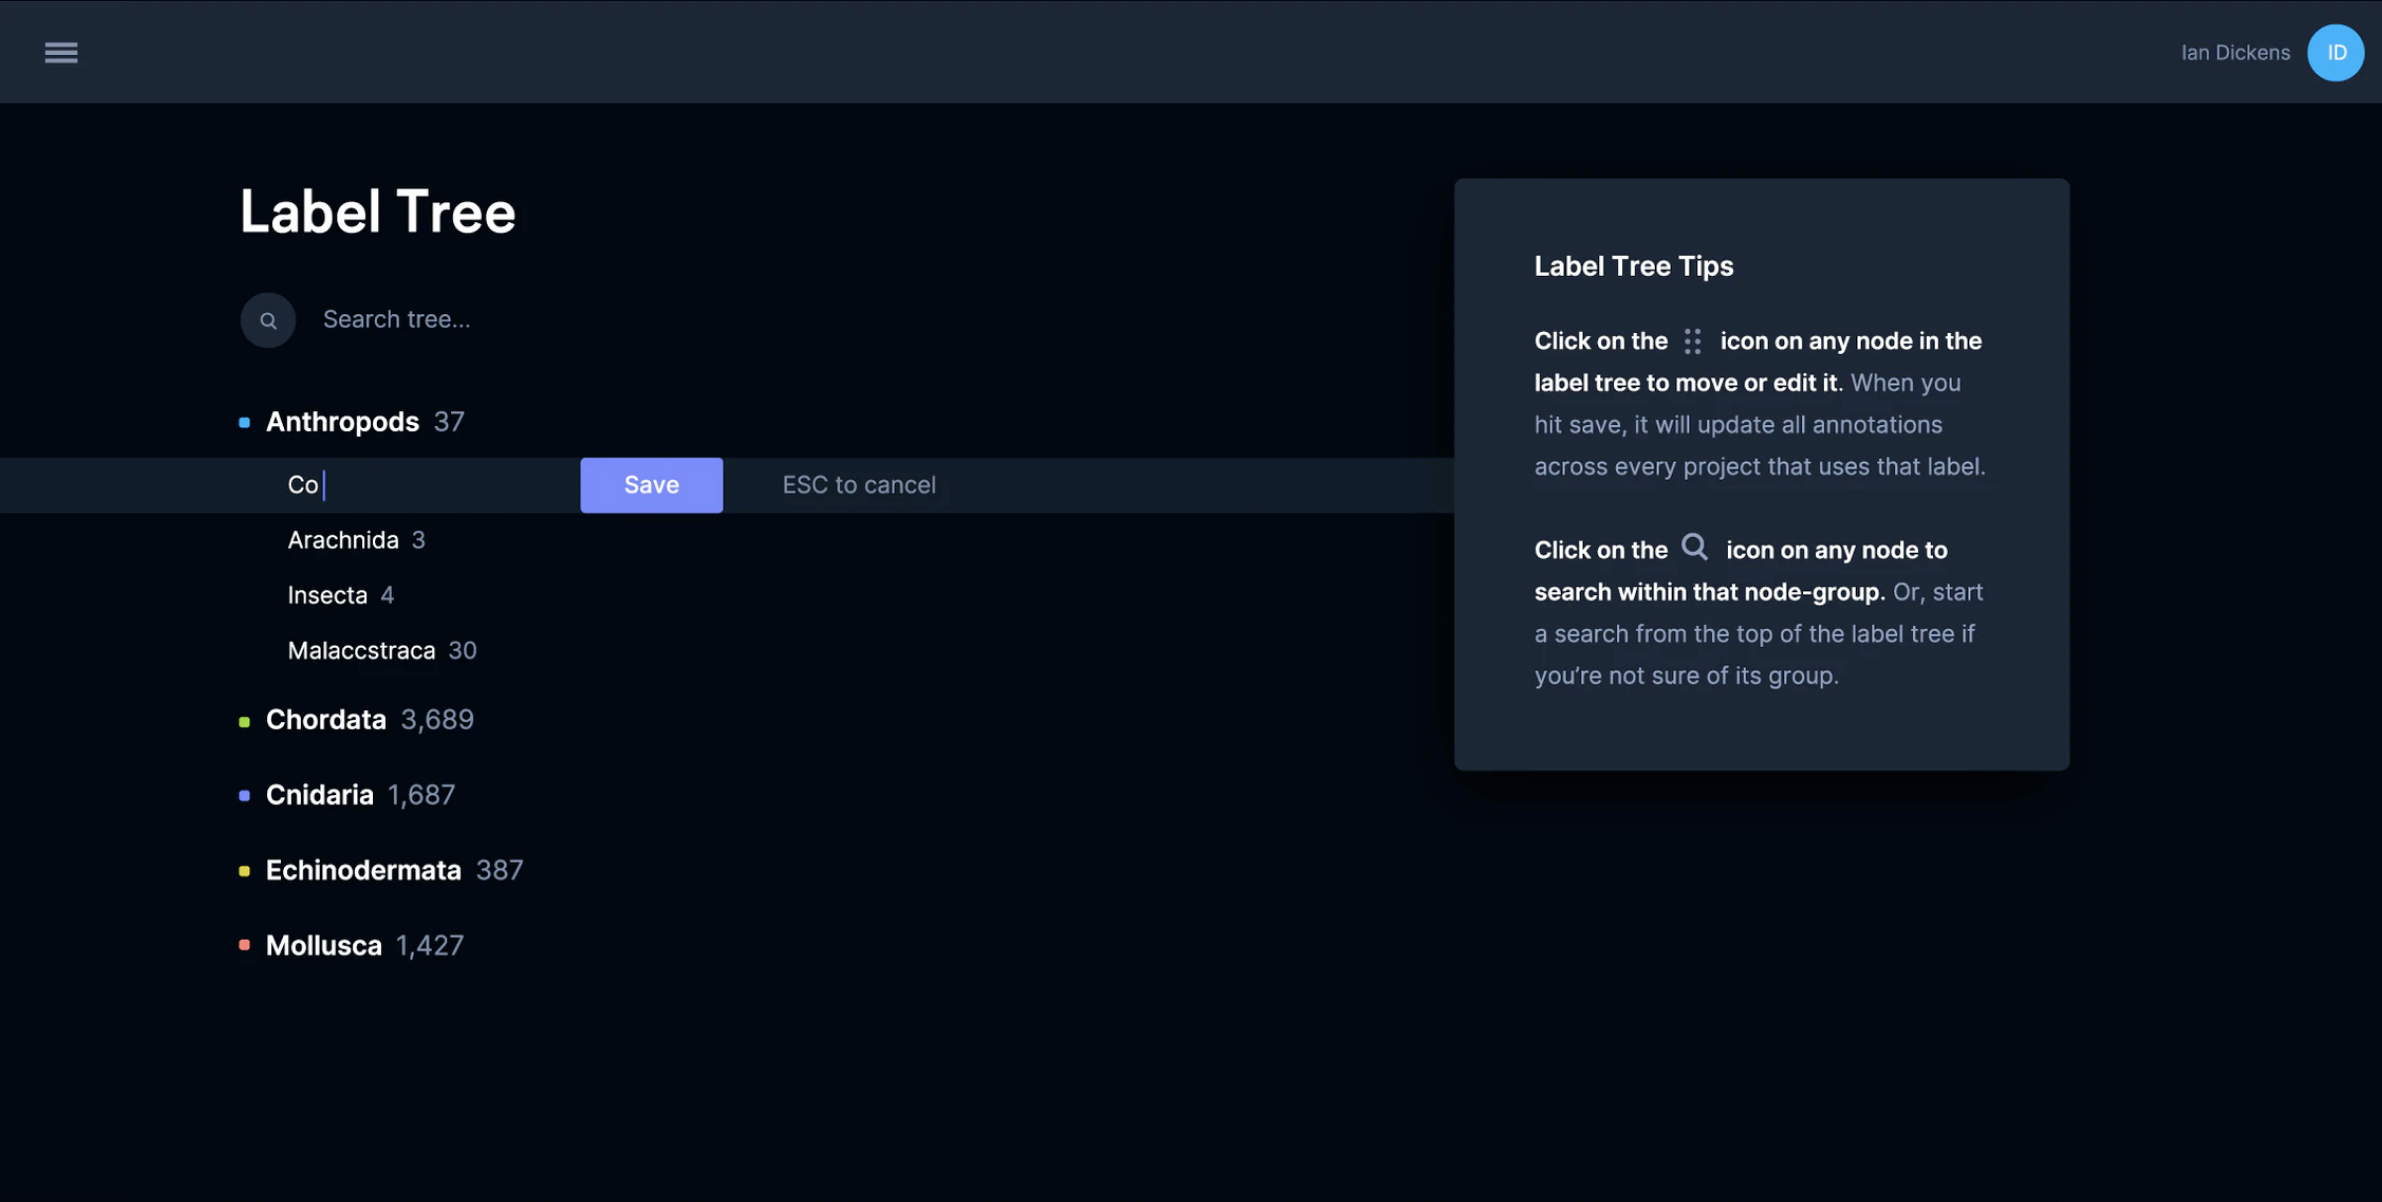 Ian Dickens ID
Label Tree
Search tree...
Anthropods 37
Co
Save
ESC to cancel
Arachnida 3
Insecta 4
Malaccstraca 30
Chordata 3,689
Cnidaria 1,687
Echinodermata 387
Mollusca 1,427
Label Tree Tips
Click on the icon on any node in the
label tree to move or edit it. When you
hit save, it will update all annotations
across every project that uses that label.
Click on the icon on any node to
search within that node-group. Or, start
a search from the top of the label tree if
you’re not sure of its group.